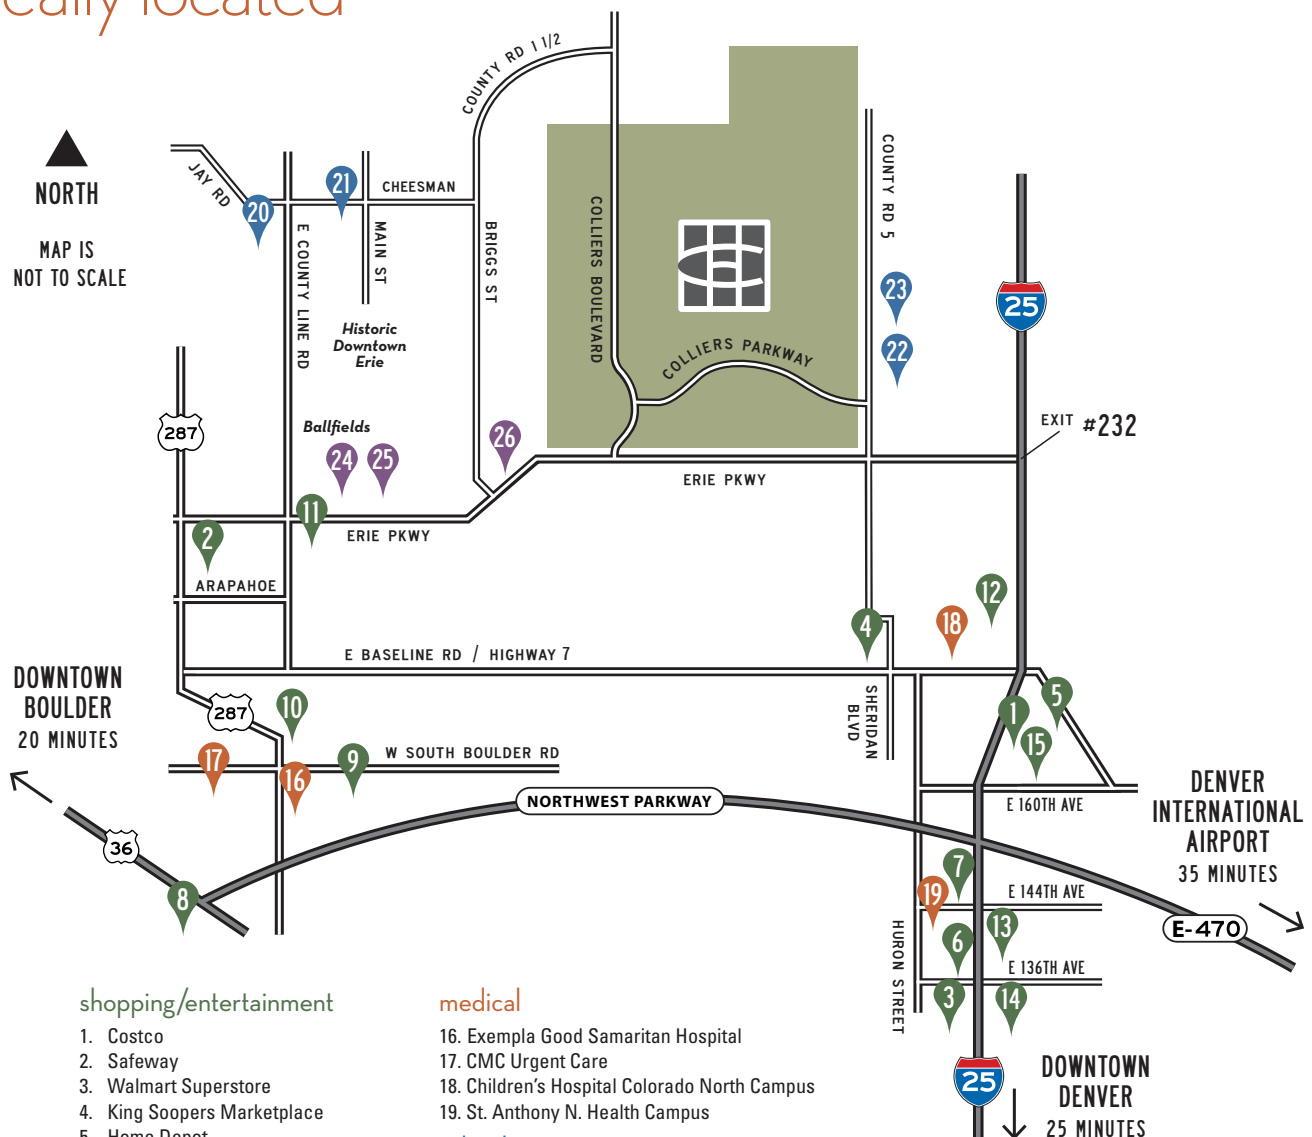 eally located
COUNTY RD 1 1/2
NORTH
MAP IS
NOT TO SCALE
JAY RD
20
21
CHEESMAN
E COUNTY LINE RD
MAIN ST
BRIGGS ST
COLLIERS BOULEVARD
COUNTY RD 5
23
22
25
Historic
Downtown
Erie
COLLIERS PARKWAY
287
Ballfields
24
25
26
EXIT #232
ERIE PKWY
11
2
ERIE PKWY
ARAPAHOE
12
4
18
E BASELINE RD / HIGHWAY 7
DOWNTOWN
BOULDER
20 MINUTES
287
10
SHERIDAN
BLVD
1
5
15
17
16
9
W SOUTH BOULDER RD
NORTHWEST PARKWAY
E 160TH AVE
DENVER
INTERNATIONAL
AIRPORT
35 MINUTES
36
8
7
19
E 144TH AVE
E-470
6
13
HURON STREET
E 136TH AVE
3
14
25
DOWNTOWN
DENVER
25 MINUTES
shopping/entertainment
1. Costco
2. Safeway
3. Walmart Superstore
4. King Soopers Marketplace
5. Home Depot
medical
16. Exempla Good Samaritan Hospital
17. CMC Urgent Care
18. Children's Hospital Colorado North Campus
19. St. Anthony N. Health Campus